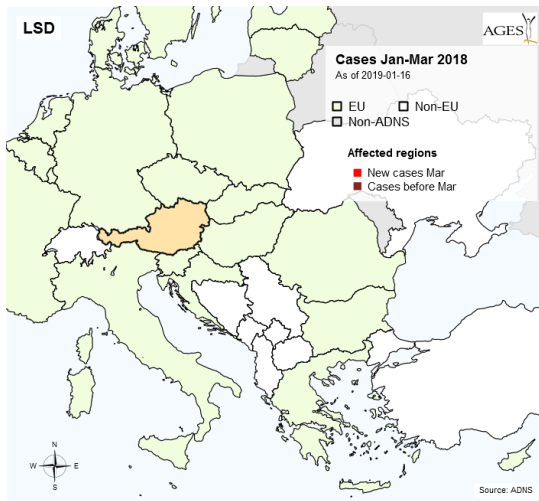 LSD
AGES
Cases Jan-Mar 2018
As of 2019-01-16
EU
Non-EU
Non-ADNS
Affected regions
New cases Mar
Cases before Mar
N
W
E
S
Source: ADNS